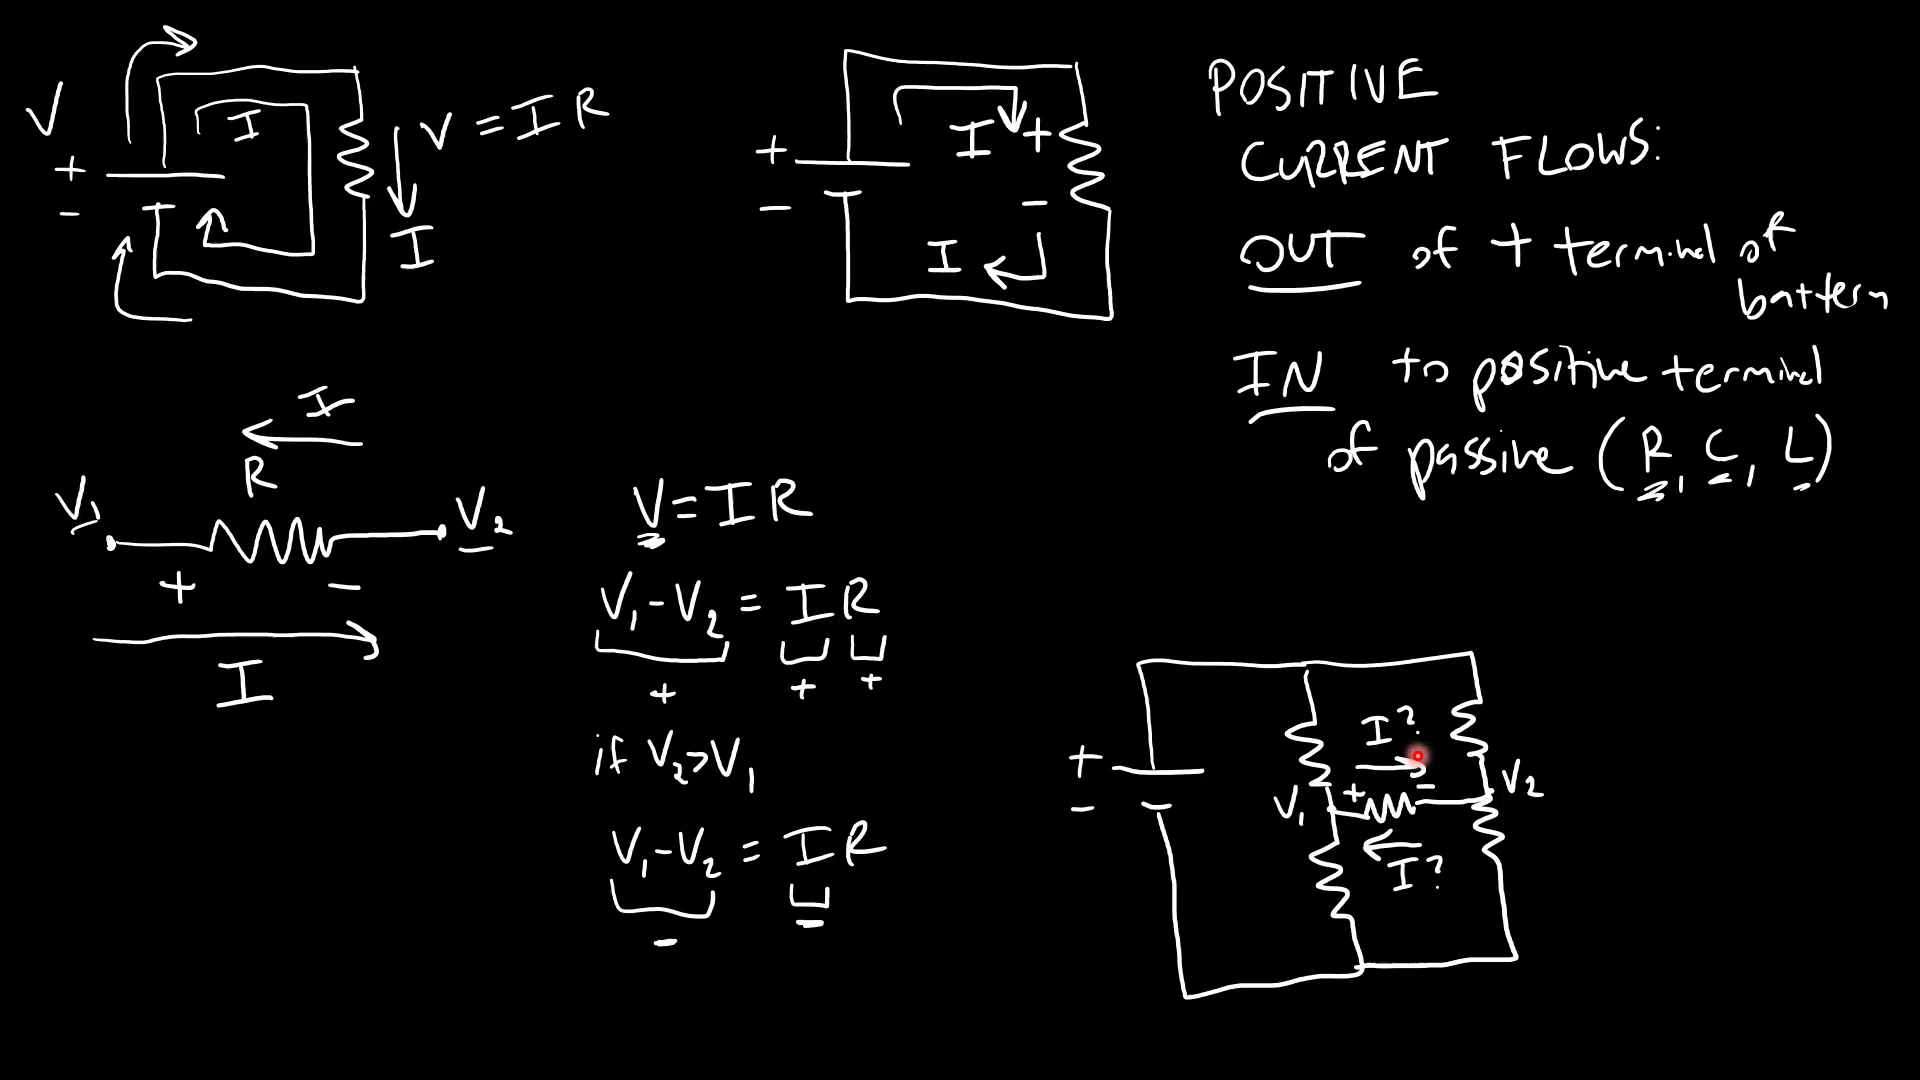 V
+
-
I
V = IR
I
+
-
I
+
-
I
POSITIVE
CURRENT FLOWS:
OUT of + terminal of
battery
IN to positive terminal
of passive (R, C, L)
I
R
V1
V2
+ -
I
V = IR
V1 - V2 = IR
+ + +
if V2 > V1
V1 - V2 = IR
- -
+
-
I?
V1
+ -
V2
I?